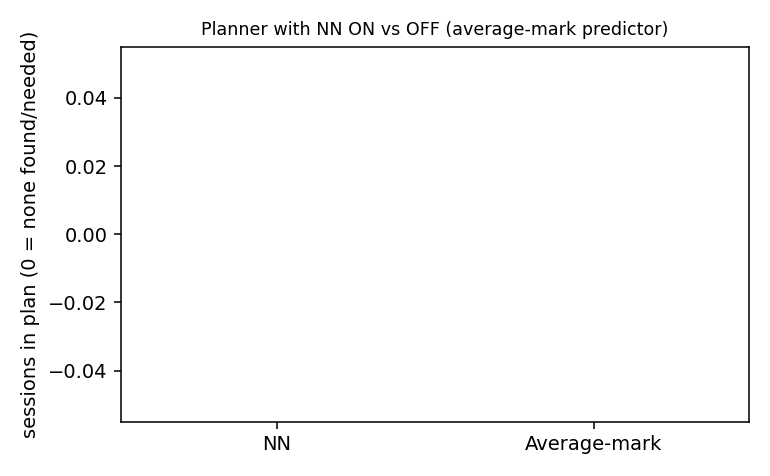 Planner with NN ON vs OFF (average-mark predictor)
sessions in plan (0 = none found/needed)
0.04
0.02
0.00
−0.02
−0.04
NN
Average-mark